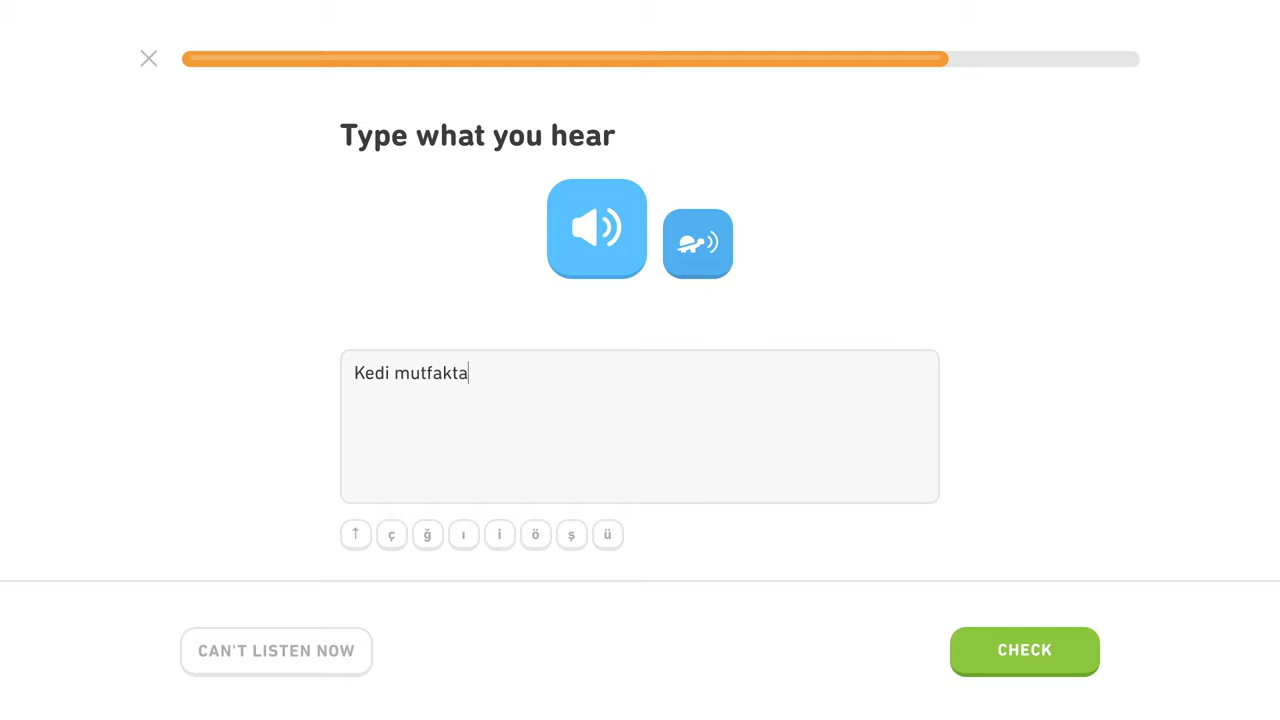 Type what you hear
Kedi mutfakta
↑ ç ğ ı i ö ş ü
CAN'T LISTEN NOW
CHECK